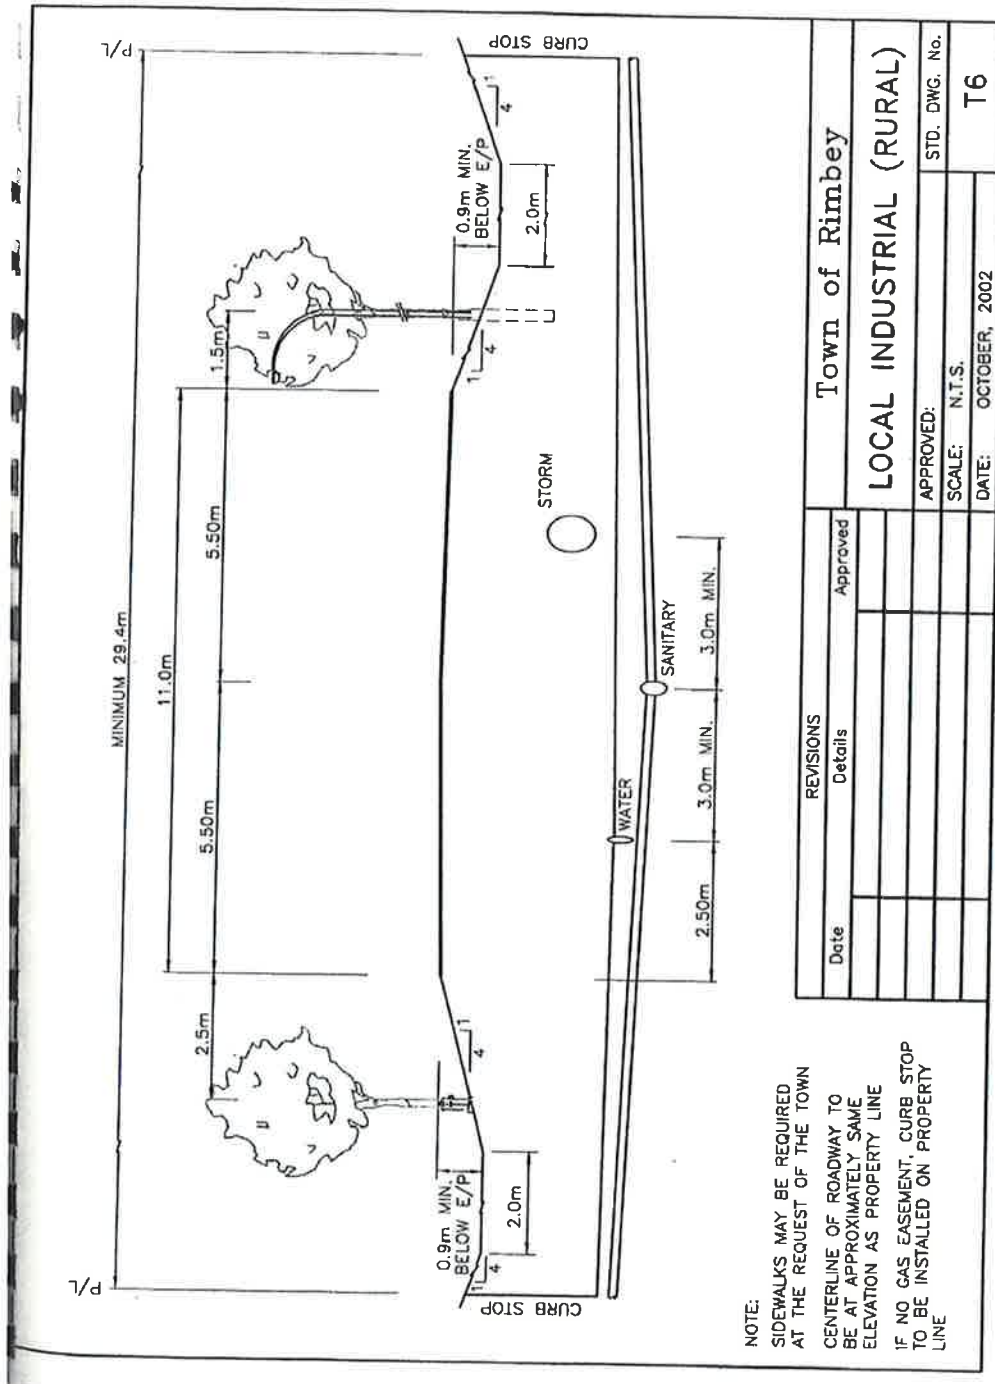 P/L
P/L
MINIMUM 29.4m
11.0m
2.5m
5.50m
5.50m
1.5m
0.9m MIN.
BELOW E/P
0.9m MIN.
BELOW E/P
1
4
2.0m
1
4
1
4
2.0m
1
4
CURB STOP
CURB STOP
STORM
WATER
SANITARY
2.50m
3.0m MIN.
3.0m MIN.
NOTE:
SIDEWALKS MAY BE REQUIRED
AT THE REQUEST OF THE TOWN
CENTERLINE OF ROADWAY TO
BE AT APPROXIMATELY SAME
ELEVATION AS PROPERTY LINE
IF NO GAS EASEMENT, CURB STOP
TO BE INSTALLED ON PROPERTY
LINE
REVISIONS
Date Details Approved
Town of Rimbey
LOCAL INDUSTRIAL (RURAL)
APPROVED:
STD. DWG. No.
SCALE: N.T.S.
T6
DATE: OCTOBER, 2002